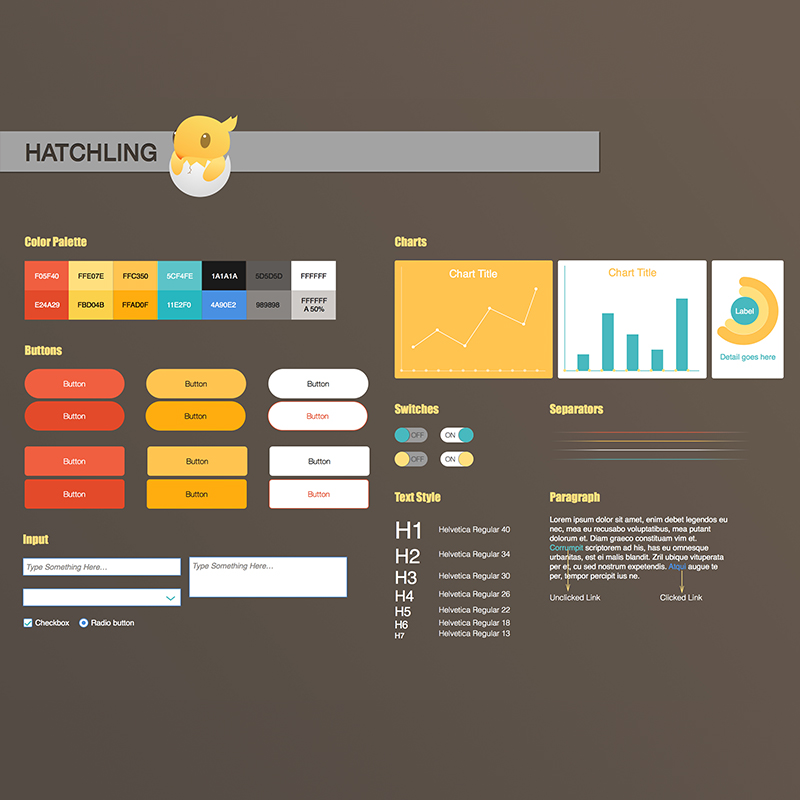 HATCHLING
Color Palette
F05F40 FFE07E FFC350 5CF4FE 1A1A1A 5D5D5D FFFFFF
E24A29 FBD04B FFAD0F 11E2F0 4A90E2 989898 FFFFFF
A 50%
Buttons
Button Button Button
Button Button Button
Button Button Button
Button Button Button
Input
Type Something Here...
Type Something Here...
Checkbox Radio button
Charts
Chart Title
Chart Title
Label
Detail goes here
Switches
OFF ON
OFF ON
Separators
Text Style
H1 Helvetica Regular 40
H2 Helvetica Regular 34
H3 Helvetica Regular 30
H4 Helvetica Regular 26
H5 Helvetica Regular 22
H6 Helvetica Regular 18
H7 Helvetica Regular 13
Paragraph
Lorem ipsum dolor sit amet, enim debet legendos eu
nec, mea eu recusabo voluptatibus, mea putant
dolorum et. Diam graeco constituam vim et.
Corrumpit scriptorem ad his, has eu omnesque
urbanitas, est ei malis blandit. Zril ubique vituperata
per et, cu sed nostrum expetendis. Atqui augue te
per, tempor percipit ius ne.
Unclicked Link Clicked Link